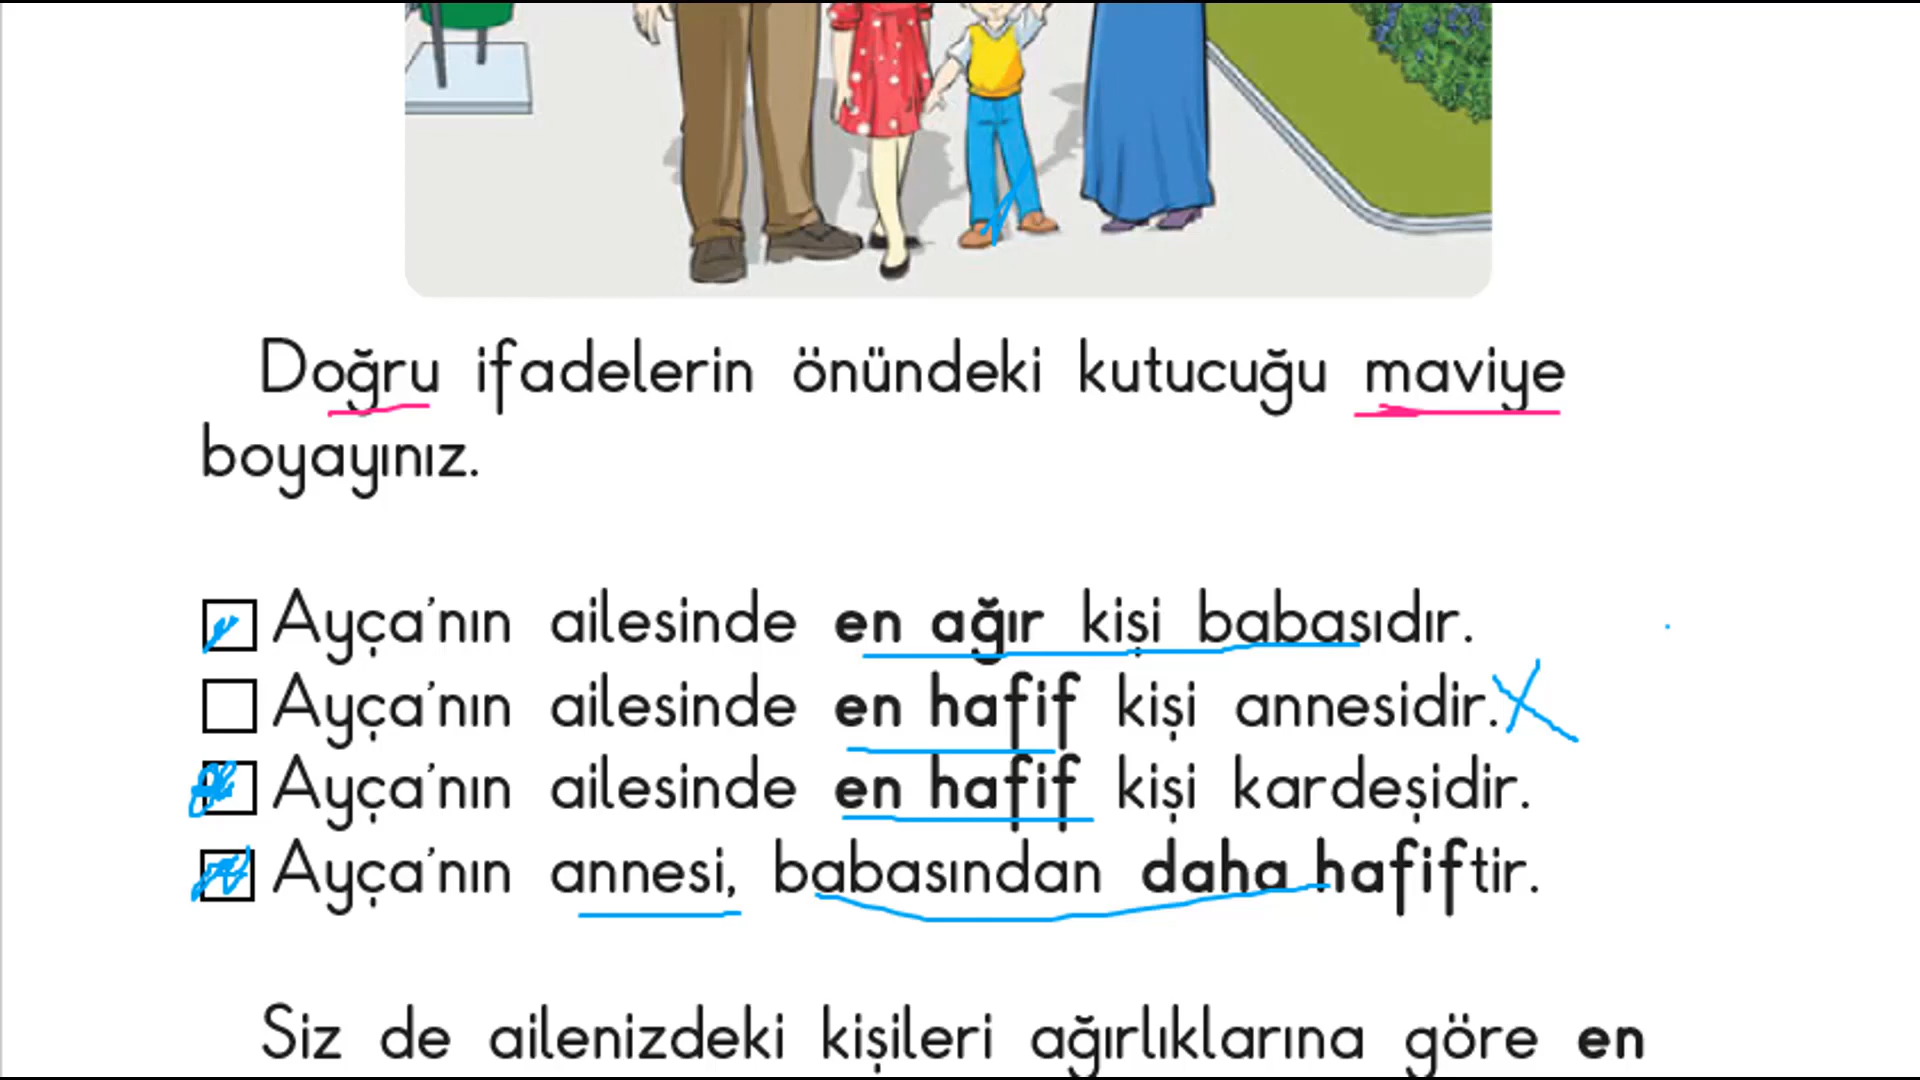 Doğru ifadelerin önündeki kutucuğu maviye
boyayınız.
Ayça’nın ailesinde en ağır kişi babasıdır.
Ayça’nın ailesinde en hafif kişi annesidir.
Ayça’nın ailesinde en hafif kişi kardeşidir.
Ayça’nın annesi, babasından daha hafiftir.
Siz de ailenizdeki kişileri ağırlıklarına göre en